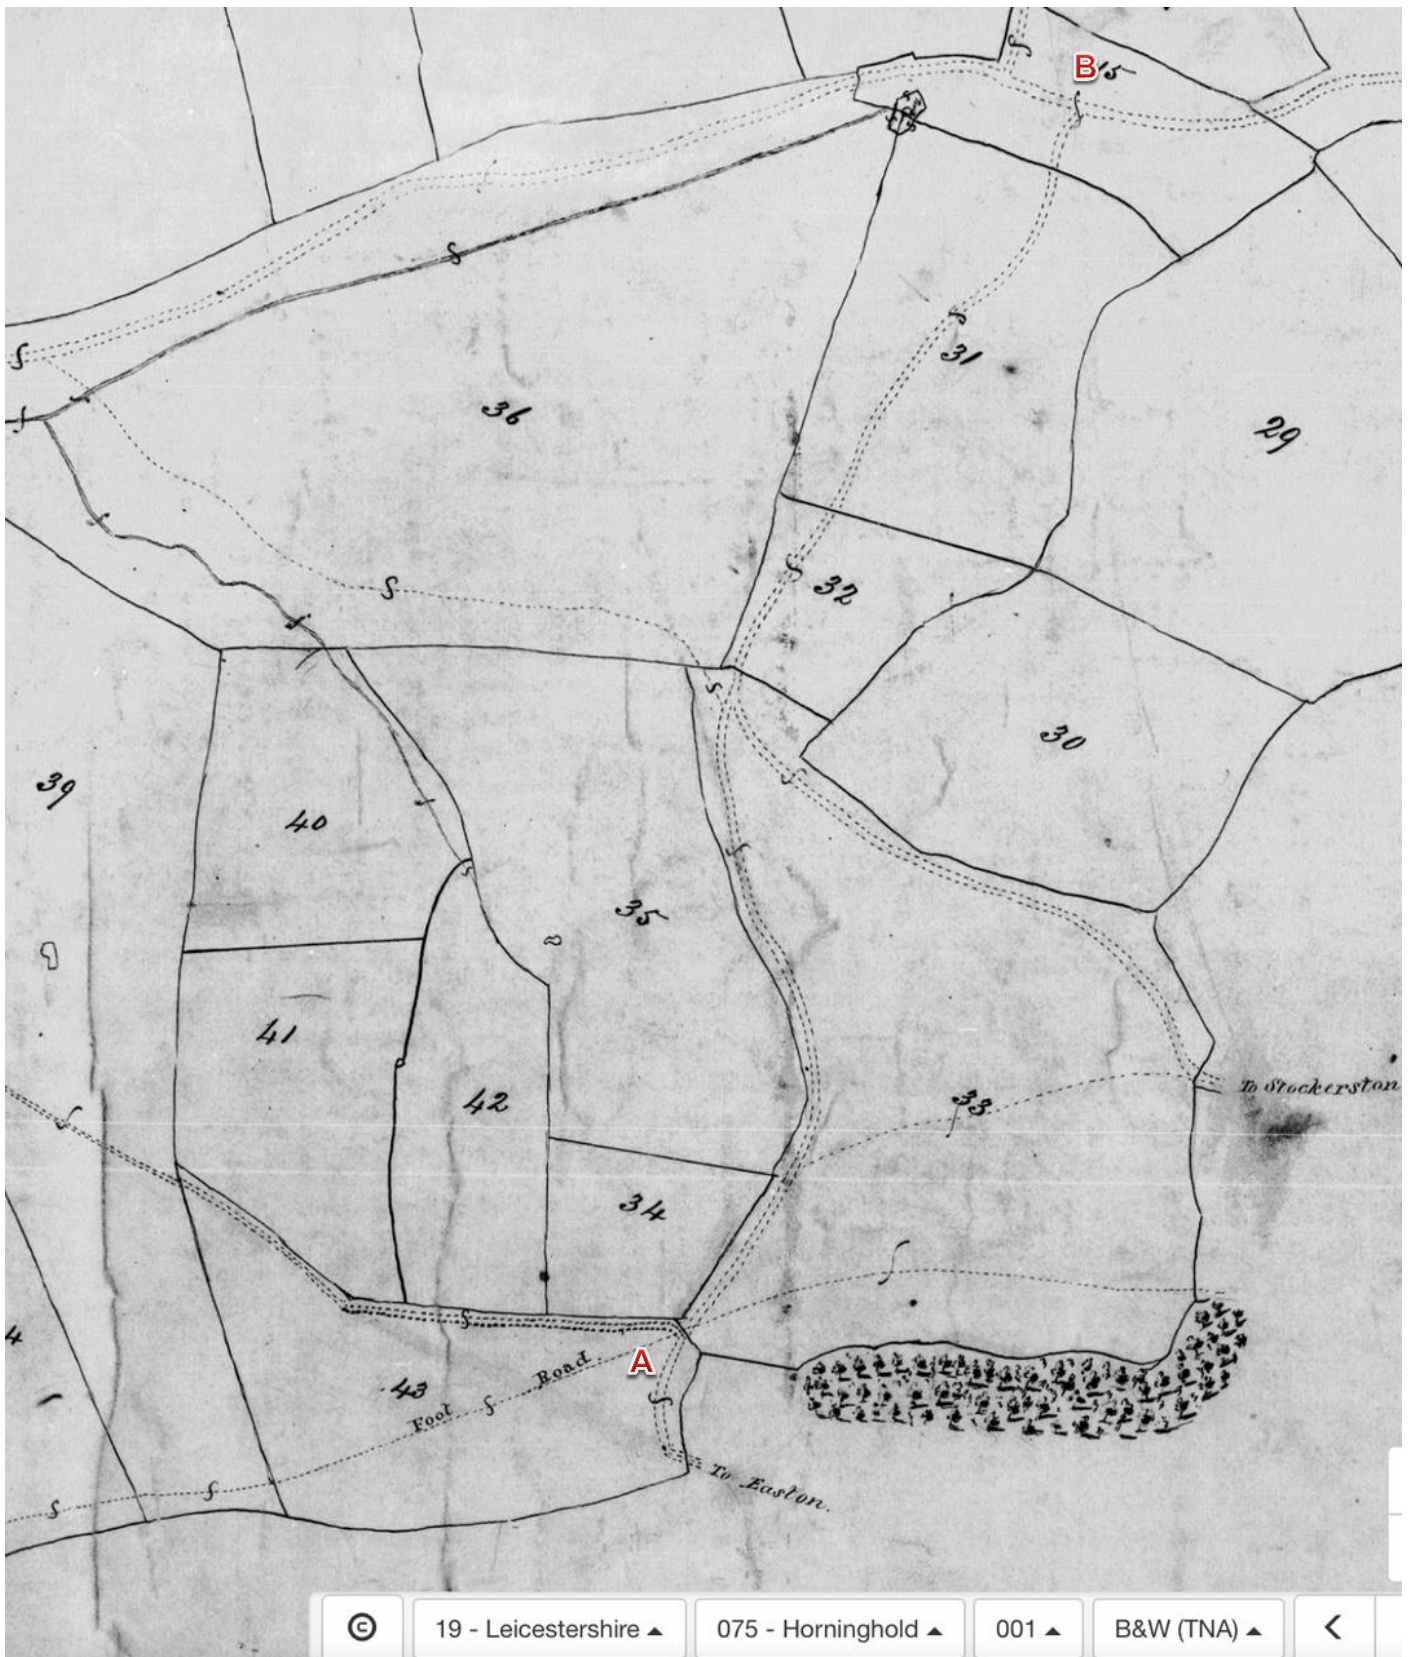 B 15
31
36
29
32
30
39
40
35
41
33
To Stockerston
42
34
4
A
Road
43
Foot
To Easton.
© 19 - Leicestershire ▴ 075 - Horninghold ▴ 001 ▴ B&W (TNA) ▴ <